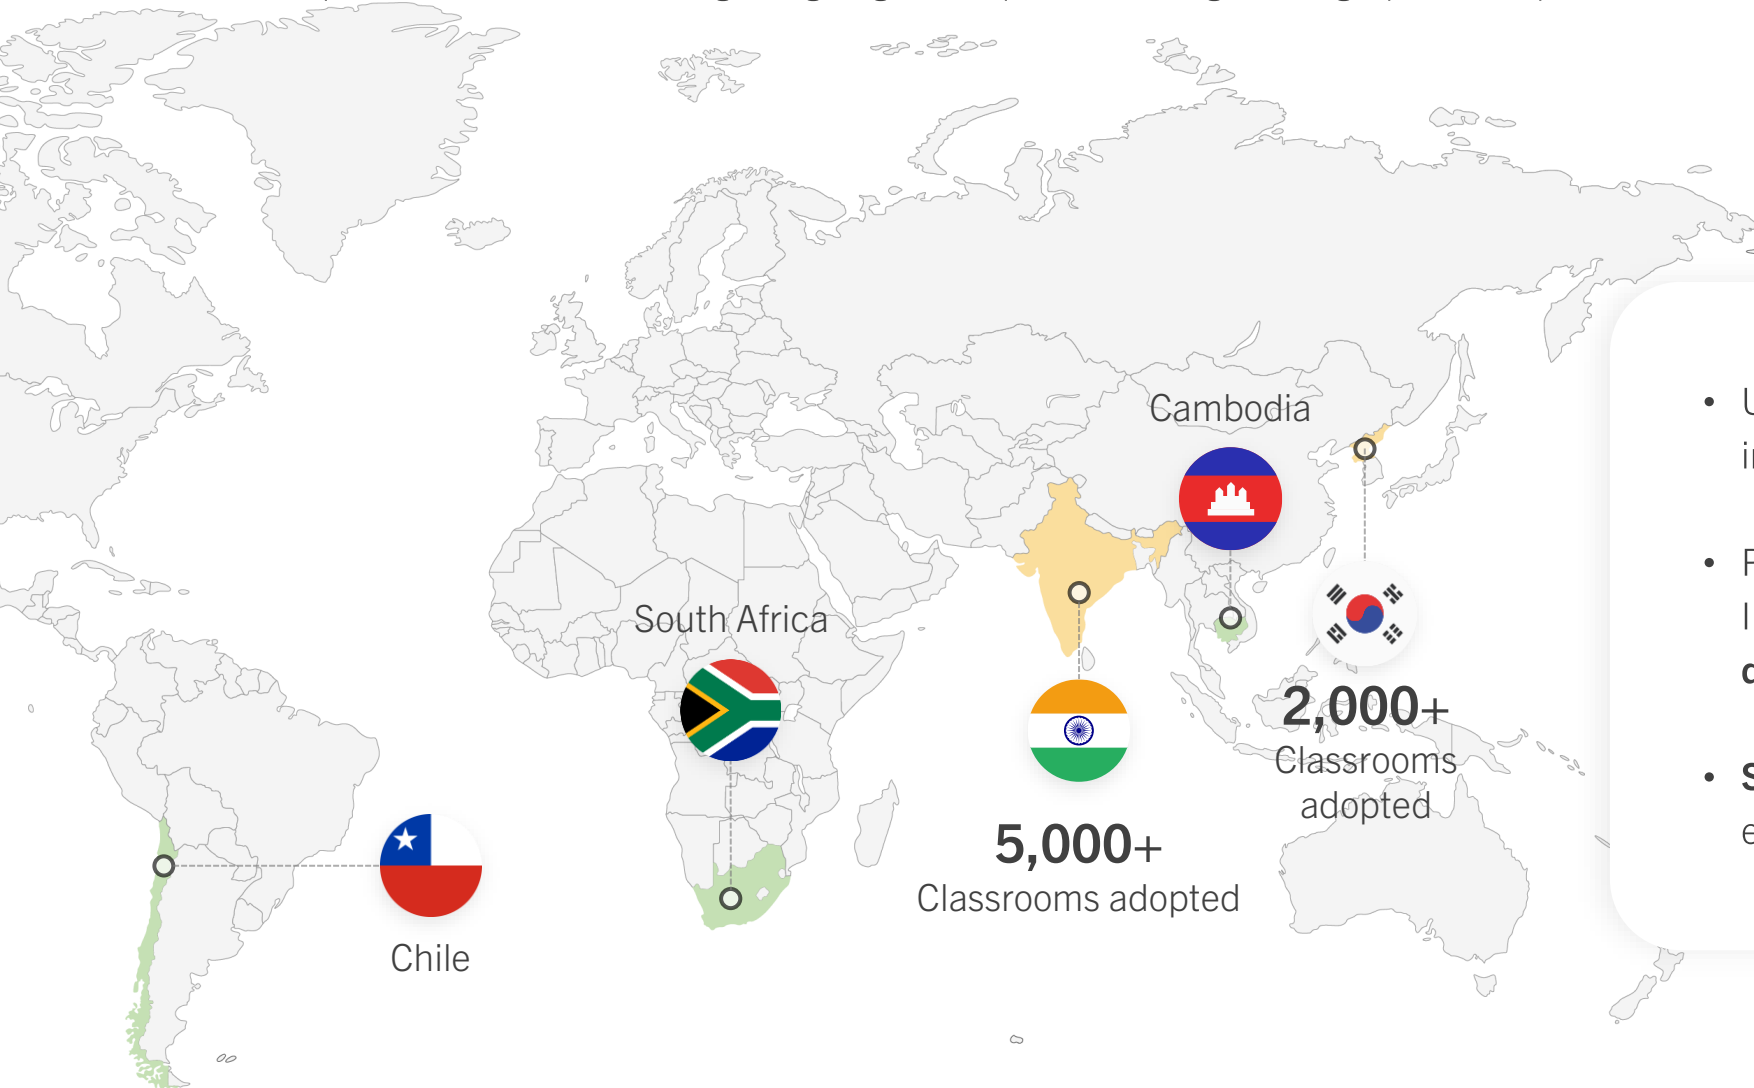 Cambodia
South Africa
2,000+
Classrooms
adopted
5,000+
Classrooms adopted
Chile